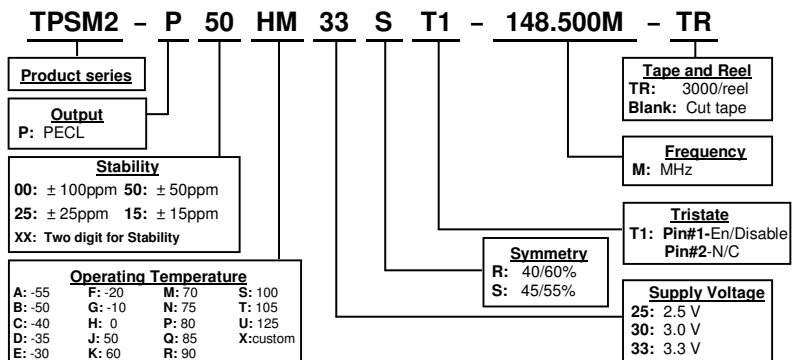 TPSM2 – P 50 HM 33 S T1 – 148.500M – TR
Product series
Output
P: PECL
Stability
00: ± 100ppm 50: ± 50ppm
25: ± 25ppm 15: ± 15ppm
XX: Two digit for Stability
Operating Temperature
A: -55 F: -20 M: 70 S: 100
B: -50 G: -10 N: 75 T: 105
C: -40 H: 0 P: 80 U: 125
D: -35 J: 50 Q: 85 X:custom
E: -30 K: 60 R: 90
Symmetry
R: 40/60%
S: 45/55%
Tape and Reel
TR: 3000/reel
Blank: Cut tape
Frequency
M: MHz
Tristate
T1: Pin#1-En/Disable
Pin#2-N/C
Supply Voltage
25: 2.5 V
30: 3.0 V
33: 3.3 V